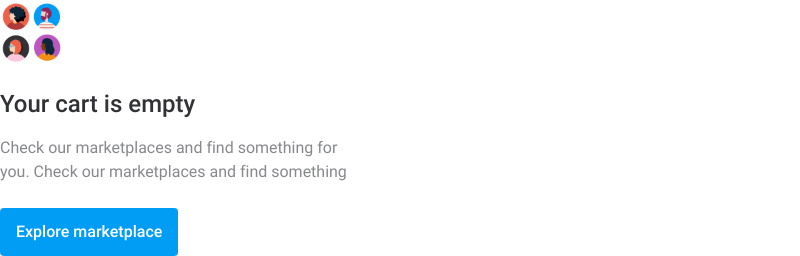 Your cart is empty
Check our marketplaces and find something for
you. Check our marketplaces and find something
Explore marketplace